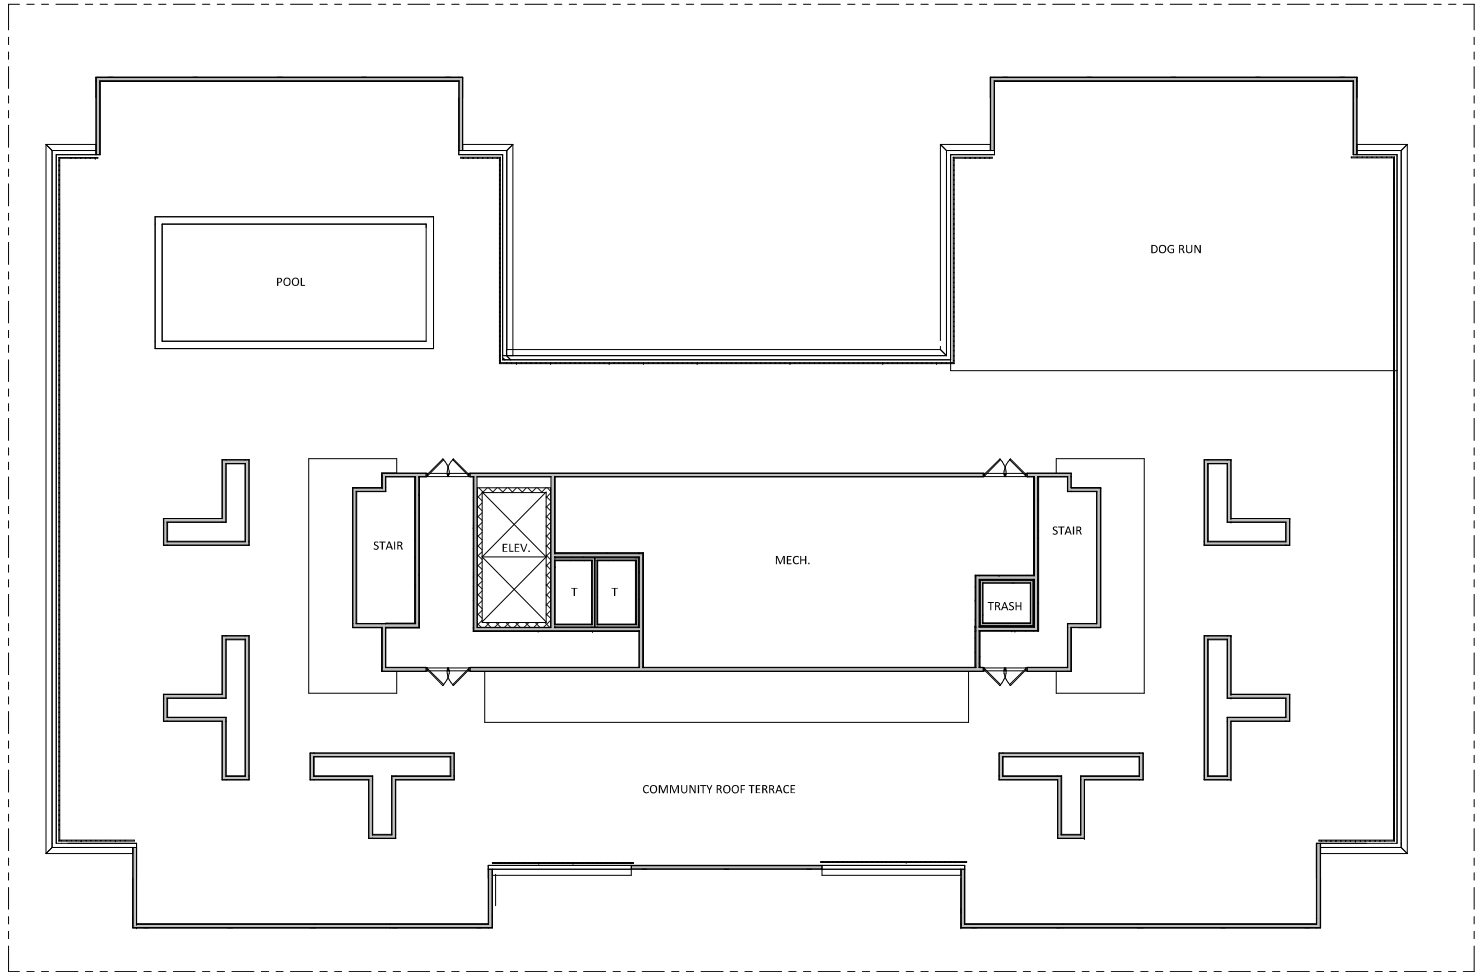 DOG RUN
POOL
STAIR
ELEV.
MECH.
STAIR
T
T
TRASH
COMMUNITY ROOF TERRACE